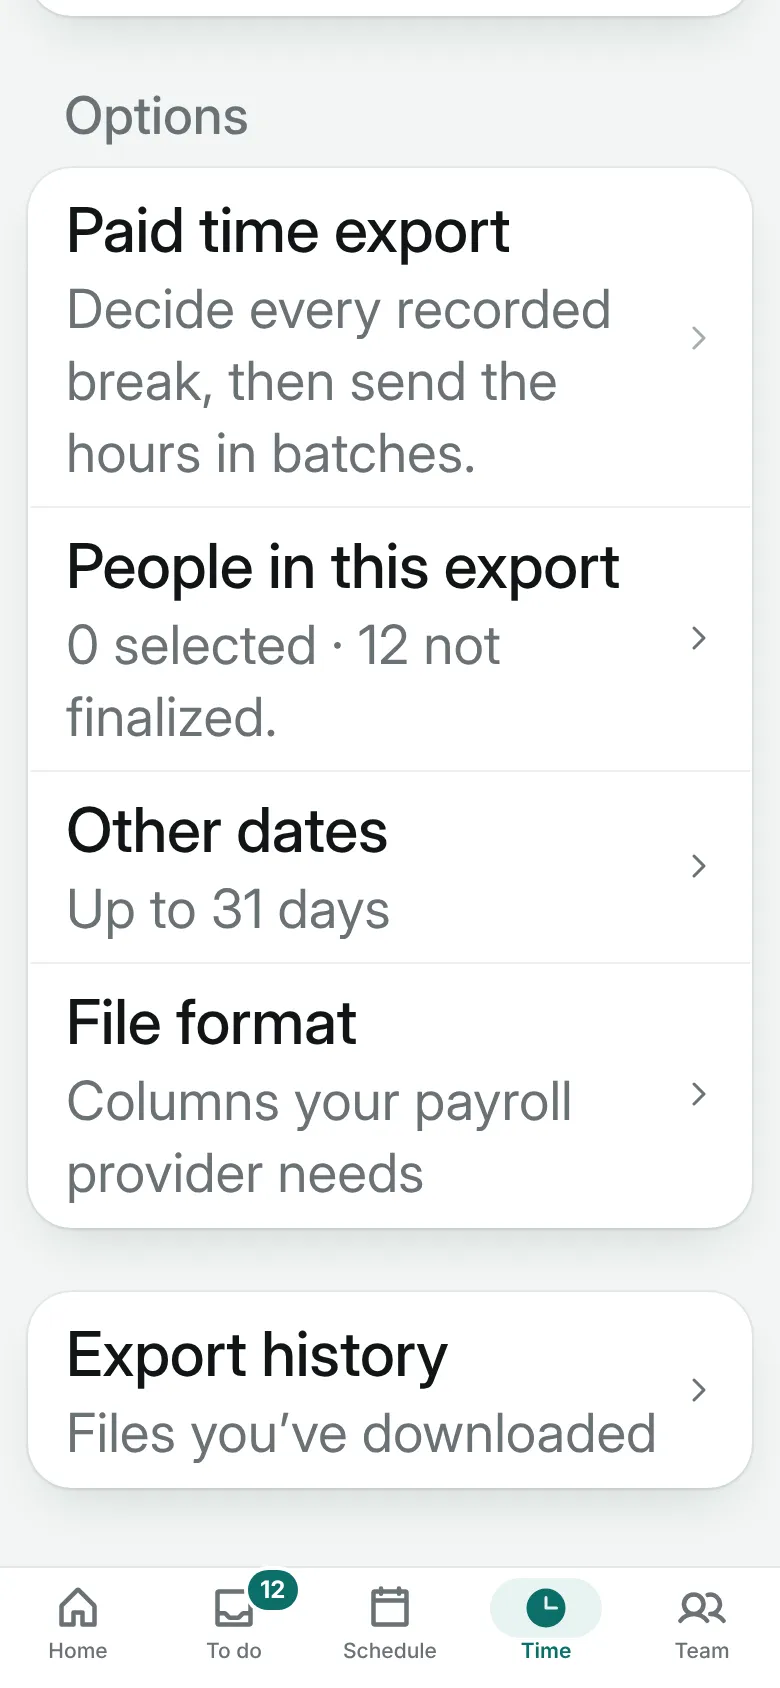 Options
Paid time export
Decide every recorded
break, then send the
hours in batches.
People in this export
0 selected · 12 not
finalized.
Other dates
Up to 31 days
File format
Columns your payroll
provider needs
Export history
Files you’ve downloaded
12
Home
To do
Schedule
Time
Team